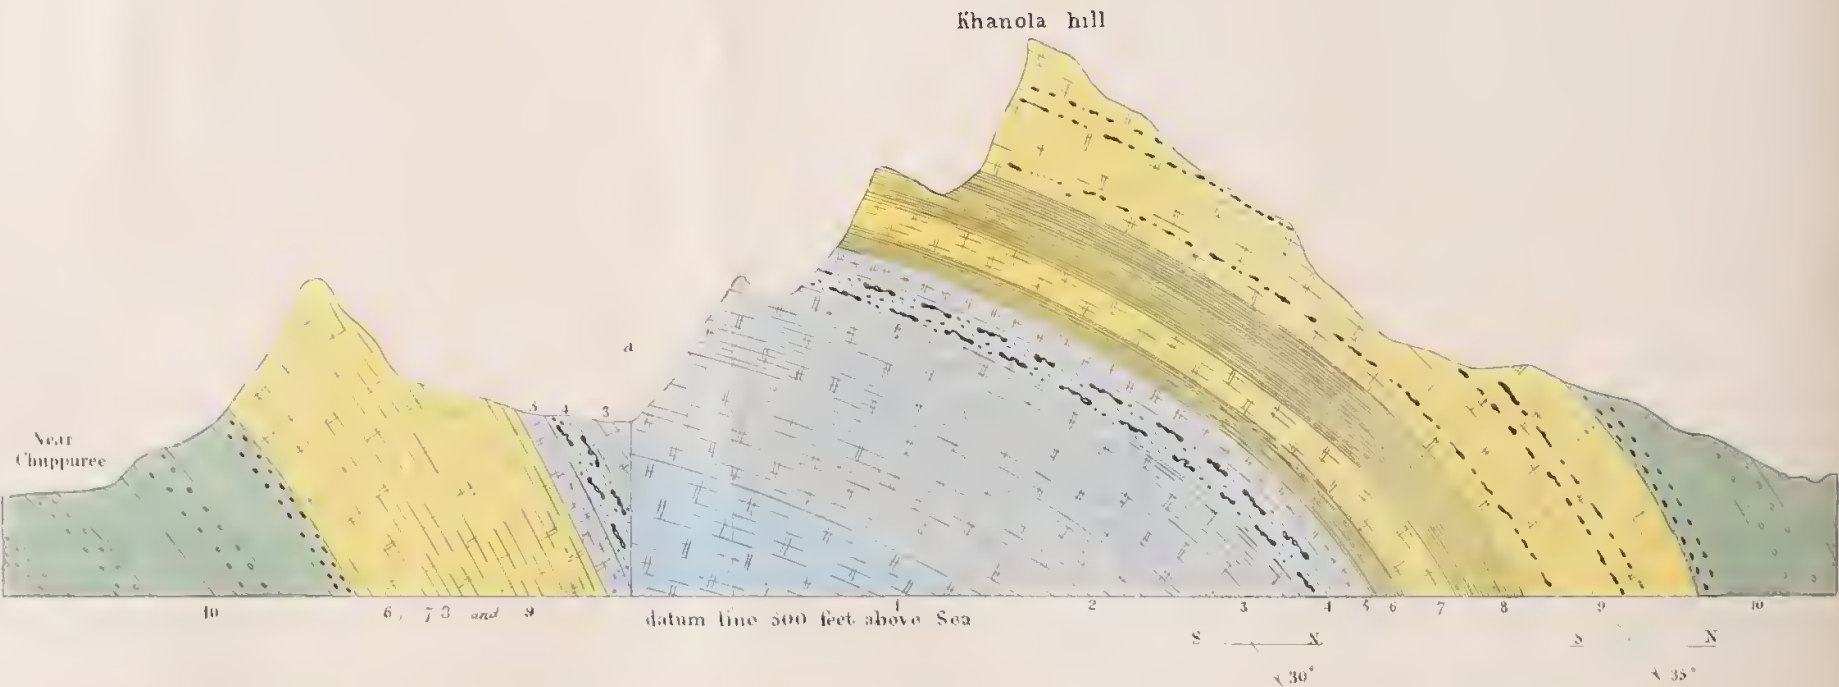 Khanola hill
a
5 4 3
Near
Chuppuree
10 6, 7 8 and 9 1 2 3 4 5 6 7 8 9 10
datum line 500 feet above Sea
S N S N
30° 35°